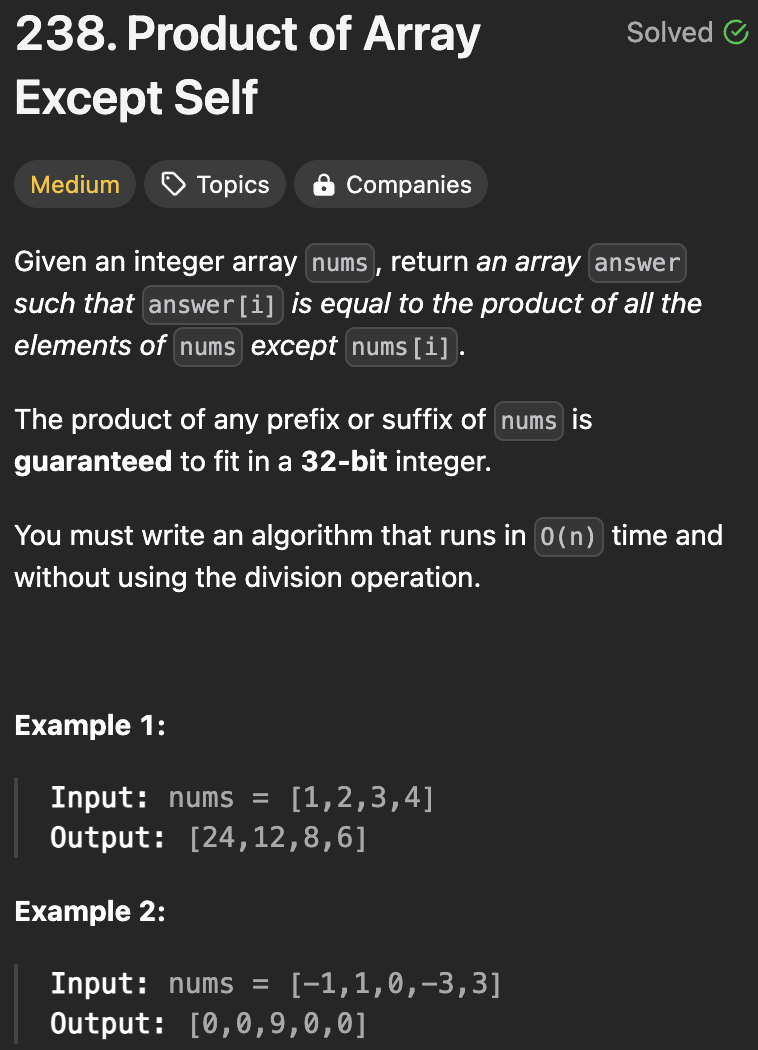 238. Product of Array
Solved
Except Self
Medium
Topics
Companies
Given an integer array nums, return an array answer
such that answer[i] is equal to the product of all the
elements of nums except nums[i].
The product of any prefix or suffix of nums is
guaranteed to fit in a 32-bit integer.
You must write an algorithm that runs in O(n) time and
without using the division operation.
Example 1:
Input: nums = [1,2,3,4]
Output: [24,12,8,6]
Example 2:
Input: nums = [-1,1,0,-3,3]
Output: [0,0,9,0,0]